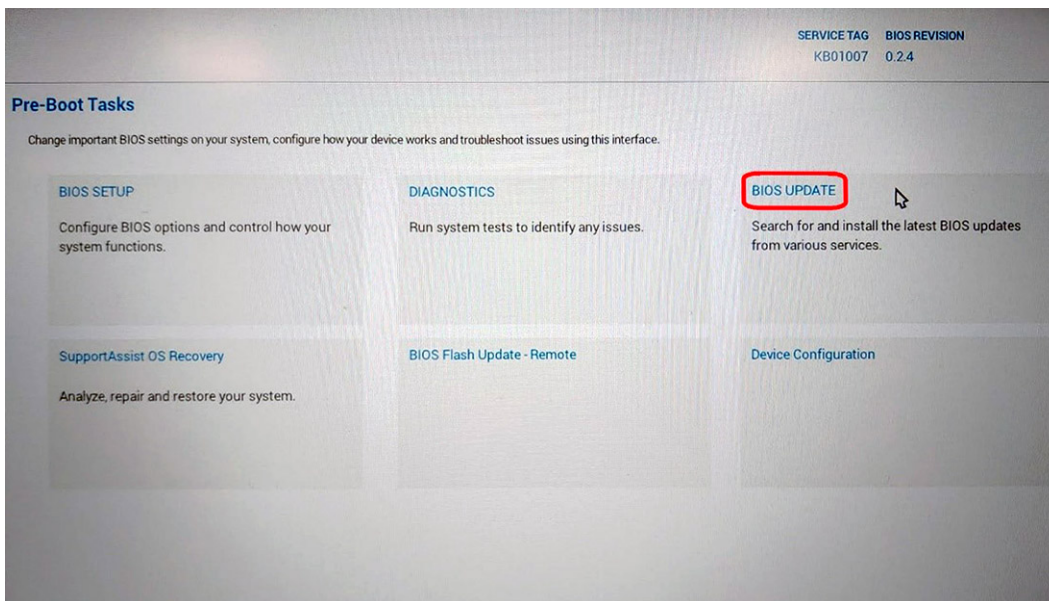 SERVICE TAG BIOS REVISION
KB01007 0.2.4
Pre-Boot Tasks
Change important BIOS settings on your system, configure how your device works and troubleshoot issues using this interface.
BIOS SETUP
Configure BIOS options and control how your
system functions.
DIAGNOSTICS
Run system tests to identify any issues.
BIOS UPDATE
Search for and install the latest BIOS updates
from various services.
SupportAssist OS Recovery
Analyze, repair and restore your system.
BIOS Flash Update - Remote
Device Configuration